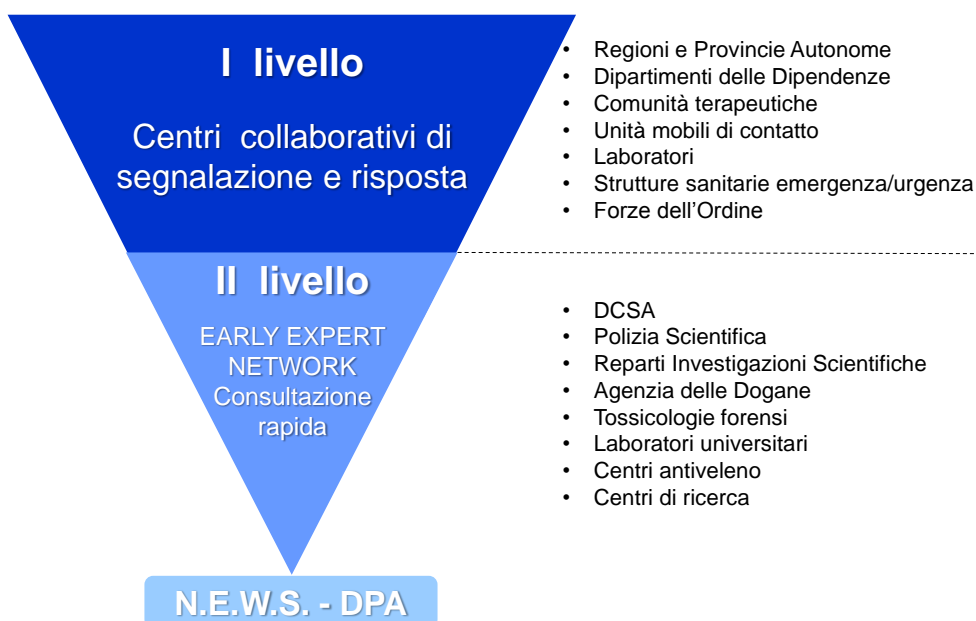 I livello
Centri collaborativi di
segnalazione e risposta
• Regioni e Provincie Autonome
• Dipartimenti delle Dipendenze
• Comunità terapeutiche
• Unità mobili di contatto
• Laboratori
• Strutture sanitarie emergenza/urgenza
• Forze dell’Ordine
II livello
EARLY EXPERT
NETWORK
Consultazione
rapida
• DCSA
• Polizia Scientifica
• Reparti Investigazioni Scientifiche
• Agenzia delle Dogane
• Tossicologie forensi
• Laboratori universitari
• Centri antiveleno
• Centri di ricerca
N.E.W.S. - DPA